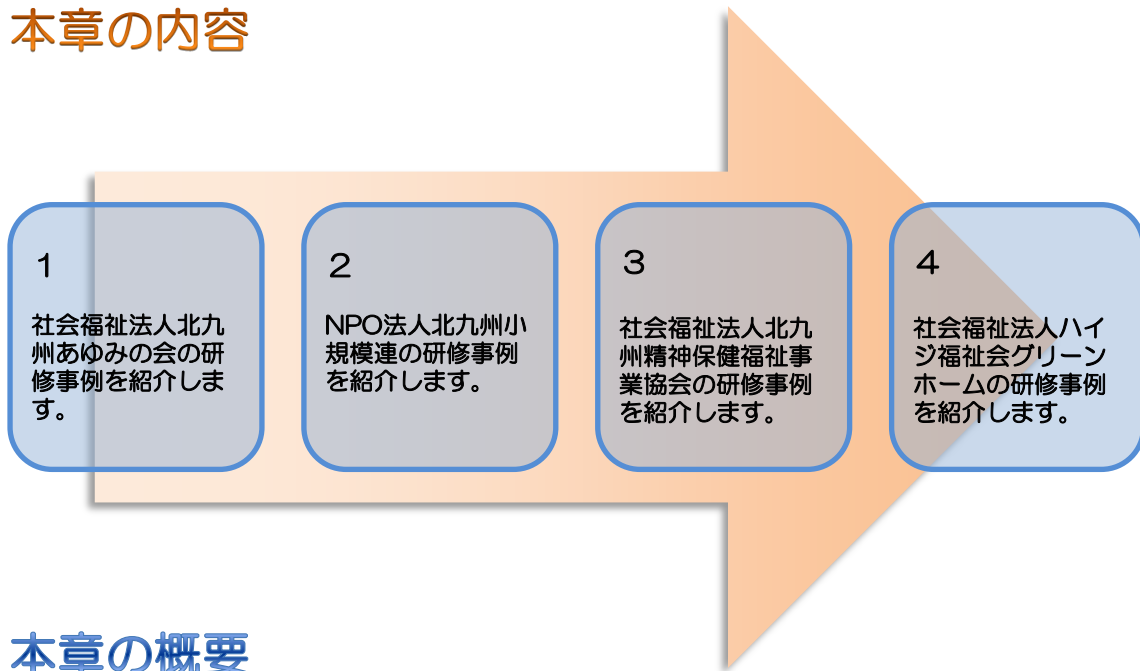 本章の内容
1
社会福祉法人北九
州あゆみの会の研
修事例を紹介しま
す。
2
NPO法人北九州小
規模連の研修事例
を紹介します。
3
社会福祉法人北九
州精神保健福祉事
業協会の研修事例
を紹介します。
4
社会福祉法人ハイ
ジ福祉会グリーン
ホームの研修事例
を紹介します。
本章の概要